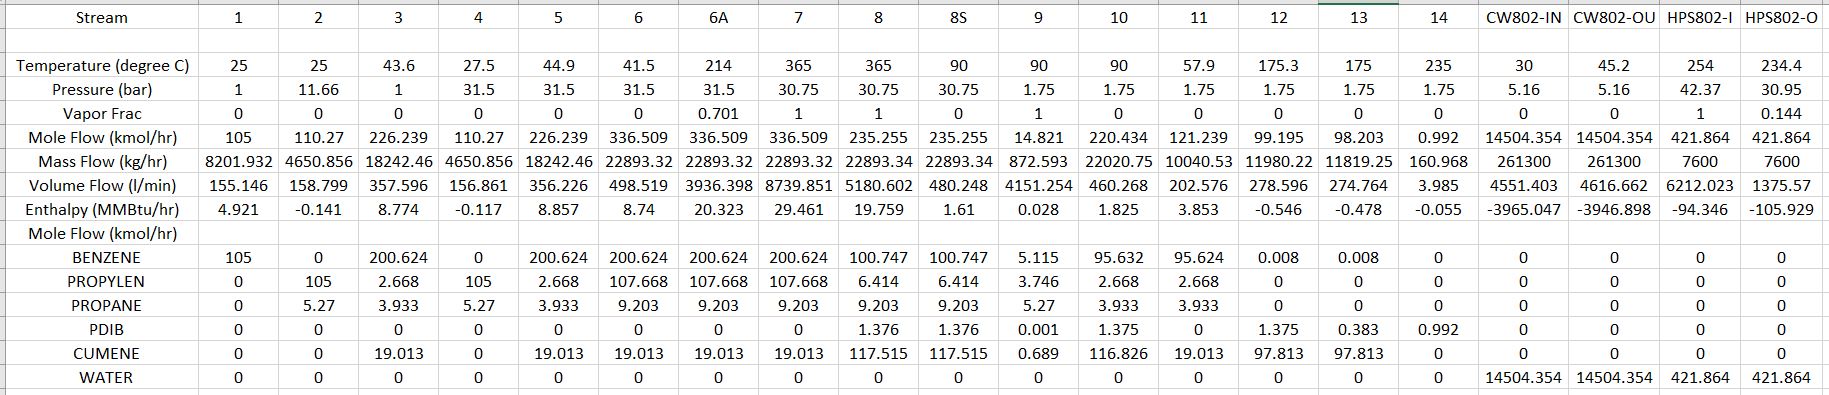 Stream 1 2 3 4 5 6 6A 7 8 8S 9 10 11 12 13 14 CW802-IN CW802-OU HPS802-I HPS802-O
Temperature (degree C) 25 25 43.6 27.5 44.9 41.5 214 365 365 90 90 90 57.9 175.3 175 235 30 45.2 254 234.4
Pressure (bar) 1 11.66 1 31.5 31.5 31.5 31.5 30.75 30.75 30.75 1.75 1.75 1.75 1.75 1.75 1.75 5.16 5.16 42.37 30.95
Vapor Frac 0 0 0 0 0 0 0.701 1 1 0 1 0 0 0 0 0 0 0 1 0.144
Mole Flow (kmol/hr) 105 110.27 226.239 110.27 226.239 336.509 336.509 336.509 235.255 235.255 14.821 220.434 121.239 99.195 98.203 0.992 14504.354 14504.354 421.864 421.864
Mass Flow (kg/hr) 8201.932 4650.856 18242.46 4650.856 18242.46 22893.32 22893.32 22893.32 22893.34 22893.34 872.593 22020.75 10040.53 11980.22 11819.25 160.968 261300 261300 7600 7600
Volume Flow (l/min) 155.146 158.799 357.596 156.861 356.226 498.519 3936.398 8739.851 5180.602 480.248 4151.254 460.268 202.576 278.596 274.764 3.985 4551.403 4616.662 6212.023 1375.57
Enthalpy (MMBtu/hr) 4.921 -0.141 8.774 -0.117 8.857 8.74 20.323 29.461 19.759 1.61 0.028 1.825 3.853 -0.546 -0.478 -0.055 -3965.047 -3946.898 -94.346 -105.929
Mole Flow (kmol/hr)
BENZENE 105 0 200.624 0 200.624 200.624 200.624 200.624 100.747 100.747 5.115 95.632 95.624 0.008 0.008 0 0 0 0 0
PROPYLEN 0 105 2.668 105 2.668 107.668 107.668 107.668 6.414 6.414 3.746 2.668 2.668 0 0 0 0 0 0 0
PROPANE 0 5.27 3.933 5.27 3.933 9.203 9.203 9.203 9.203 9.203 5.27 3.933 3.933 0 0 0 0 0 0 0
PDIB 0 0 0 0 0 0 0 0 1.376 1.376 0.001 1.375 0 1.375 0.383 0.992 0 0 0 0
CUMENE 0 0 19.013 0 19.013 19.013 19.013 19.013 117.515 117.515 0.689 116.826 19.013 97.813 97.813 0 0 0 0 0
WATER 0 0 0 0 0 0 0 0 0 0 0 0 0 0 0 0 14504.354 14504.354 421.864 421.864